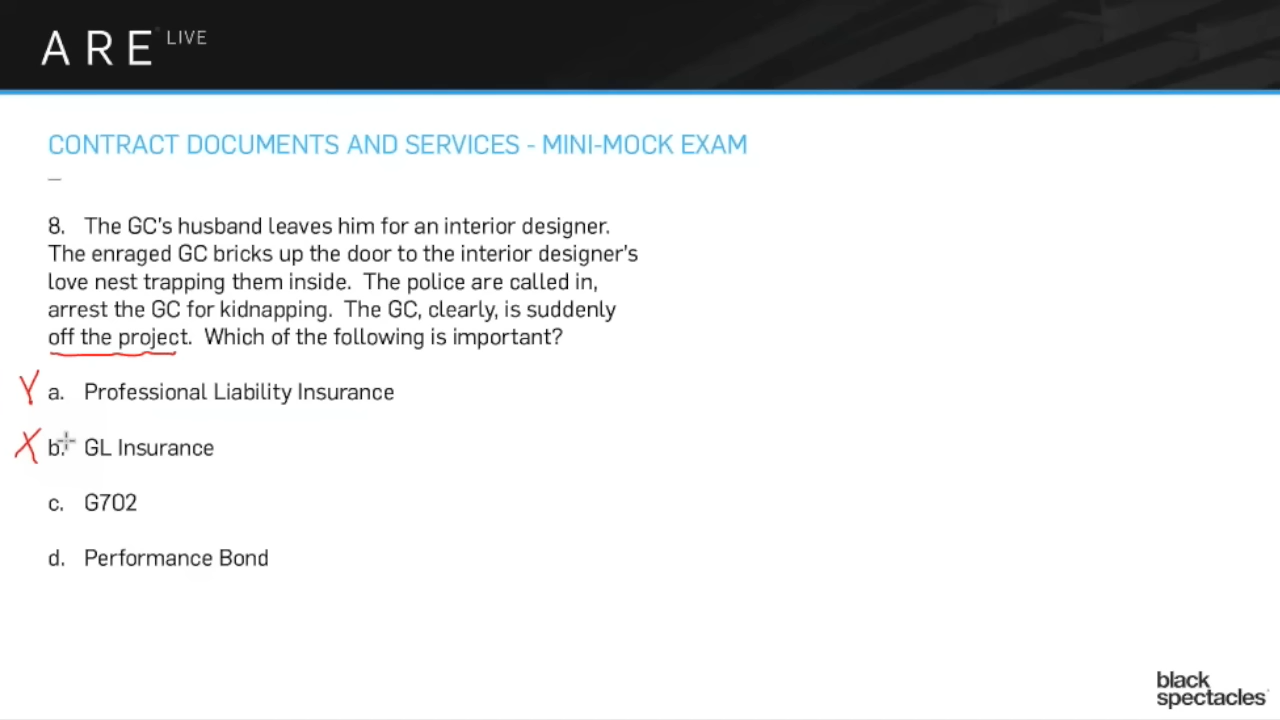 ARE LIVE
CONTRACT DOCUMENTS AND SERVICES - MINI-MOCK EXAM
8. The GC's husband leaves him for an interior designer.
The enraged GC bricks up the door to the interior designer's
love nest trapping them inside. The police are called in,
arrest the GC for kidnapping. The GC, clearly, is suddenly
off the project. Which of the following is important?
Y a. Professional Liability Insurance
X b. GL Insurance
c. G702
d. Performance Bond
black
spectacles